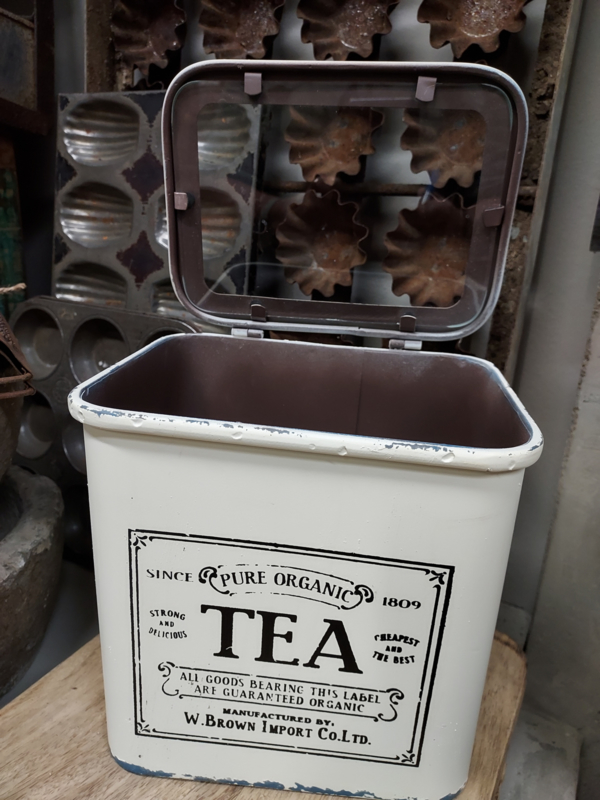 PURE ORGANIC
SINCE 1809
STRONG
AND
DELICIOUS
TEA
CHEAPEST
AND
THE BEST
ALL GOODS BEARING THIS LABEL
ARE GUARANTEED ORGANIC
MANUFACTURED BY.
W.BROWN IMPORT CO.LTD.